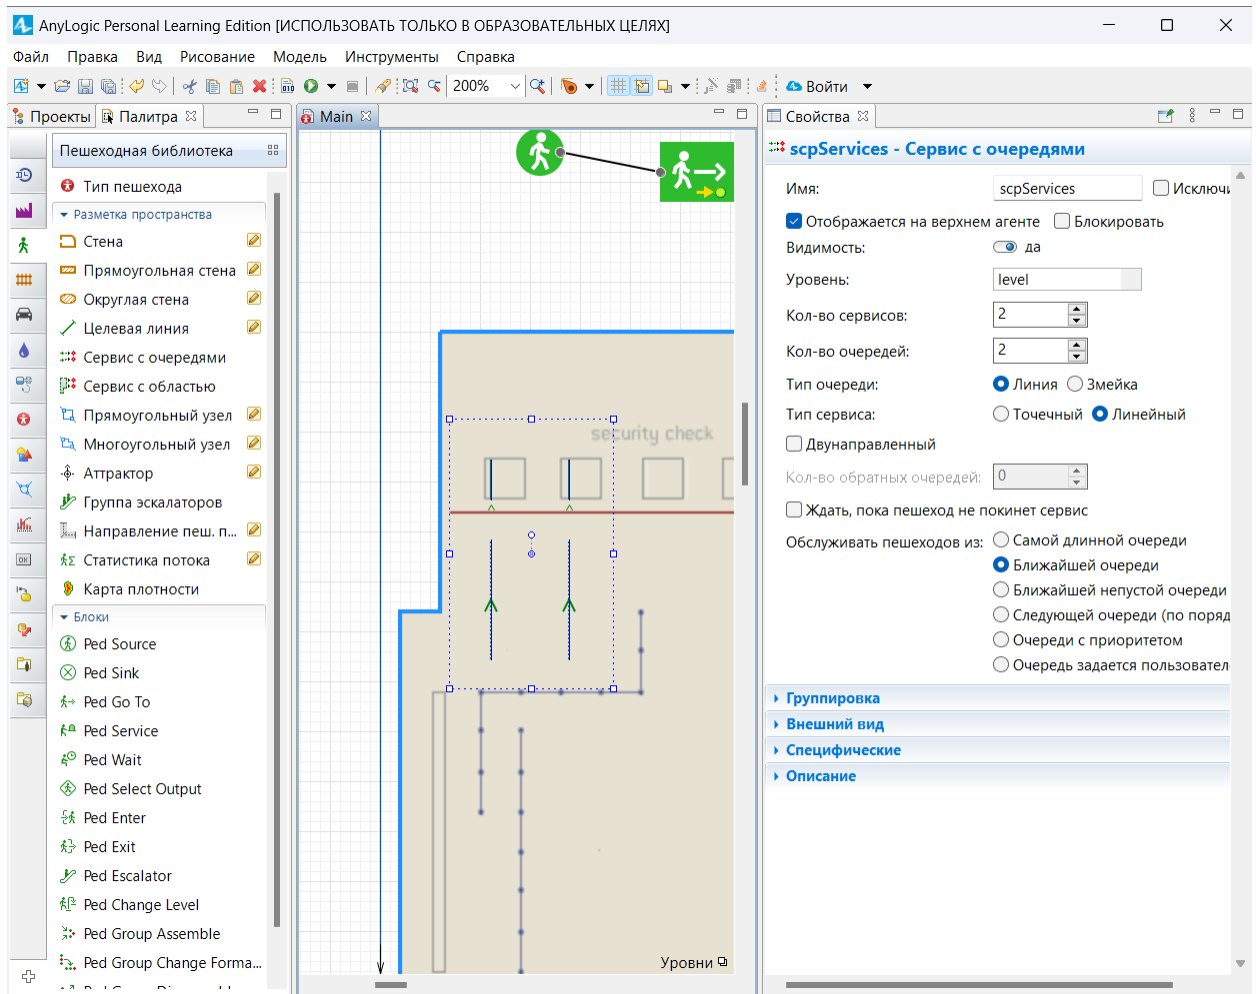 AnyLogic Personal Learning Edition [ИСПОЛЬЗОВАТЬ ТОЛЬКО В ОБРАЗОВАТЕЛЬНЫХ ЦЕЛЯХ]
Файл Правка Вид Рисование Модель Инструменты Справка
200% Войти
Проекты Палитра Main Свойства
Пешеходная библиотека
Тип пешехода
Разметка пространства
Стена
Прямоугольная стена
Округлая стена
Целевая линия
Сервис с очередями
Сервис с областью
Прямоугольный узел
Многоугольный узел
Аттрактор
Группа эскалаторов
Направление пеш. п...
Статистика потока
Карта плотности
Блоки
Ped Source
Ped Sink
Ped Go To
Ped Service
Ped Wait
Ped Select Output
Ped Enter
Ped Exit
Ped Escalator
Ped Change Level
Ped Group Assemble
Ped Group Change Forma...
security check
Уровни
scpServices - Сервис с очередями
Имя: scpServices Исключи
Отображается на верхнем агенте Блокировать
Видимость: да
Уровень: level
Кол-во сервисов: 2
Кол-во очередей: 2
Тип очереди: Линия Змейка
Тип сервиса: Точечный Линейный
Двунаправленный
Кол-во обратных очередей: 0
Ждать, пока пешеход не покинет сервис
Обслуживать пешеходов из: Самой длинной очереди
Ближайшей очереди
Ближайшей непустой очереди
Следующей очереди (по поряд
Очереди с приоритетом
Очередь задается пользовател
Группировка
Внешний вид
Специфические
Описание